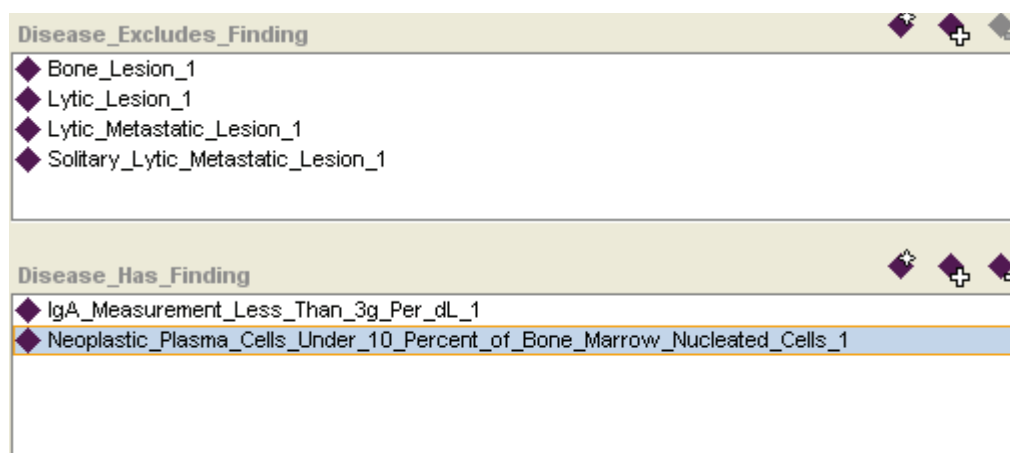 Disease_Excludes_Finding
Bone_Lesion_1
Lytic_Lesion_1
Lytic_Metastatic_Lesion_1
Solitary_Lytic_Metastatic_Lesion_1
Disease_Has_Finding
IgA_Measurement_Less_Than_3g_Per_dL_1
Neoplastic_Plasma_Cells_Under_10_Percent_of_Bone_Marrow_Nucleated_Cells_1